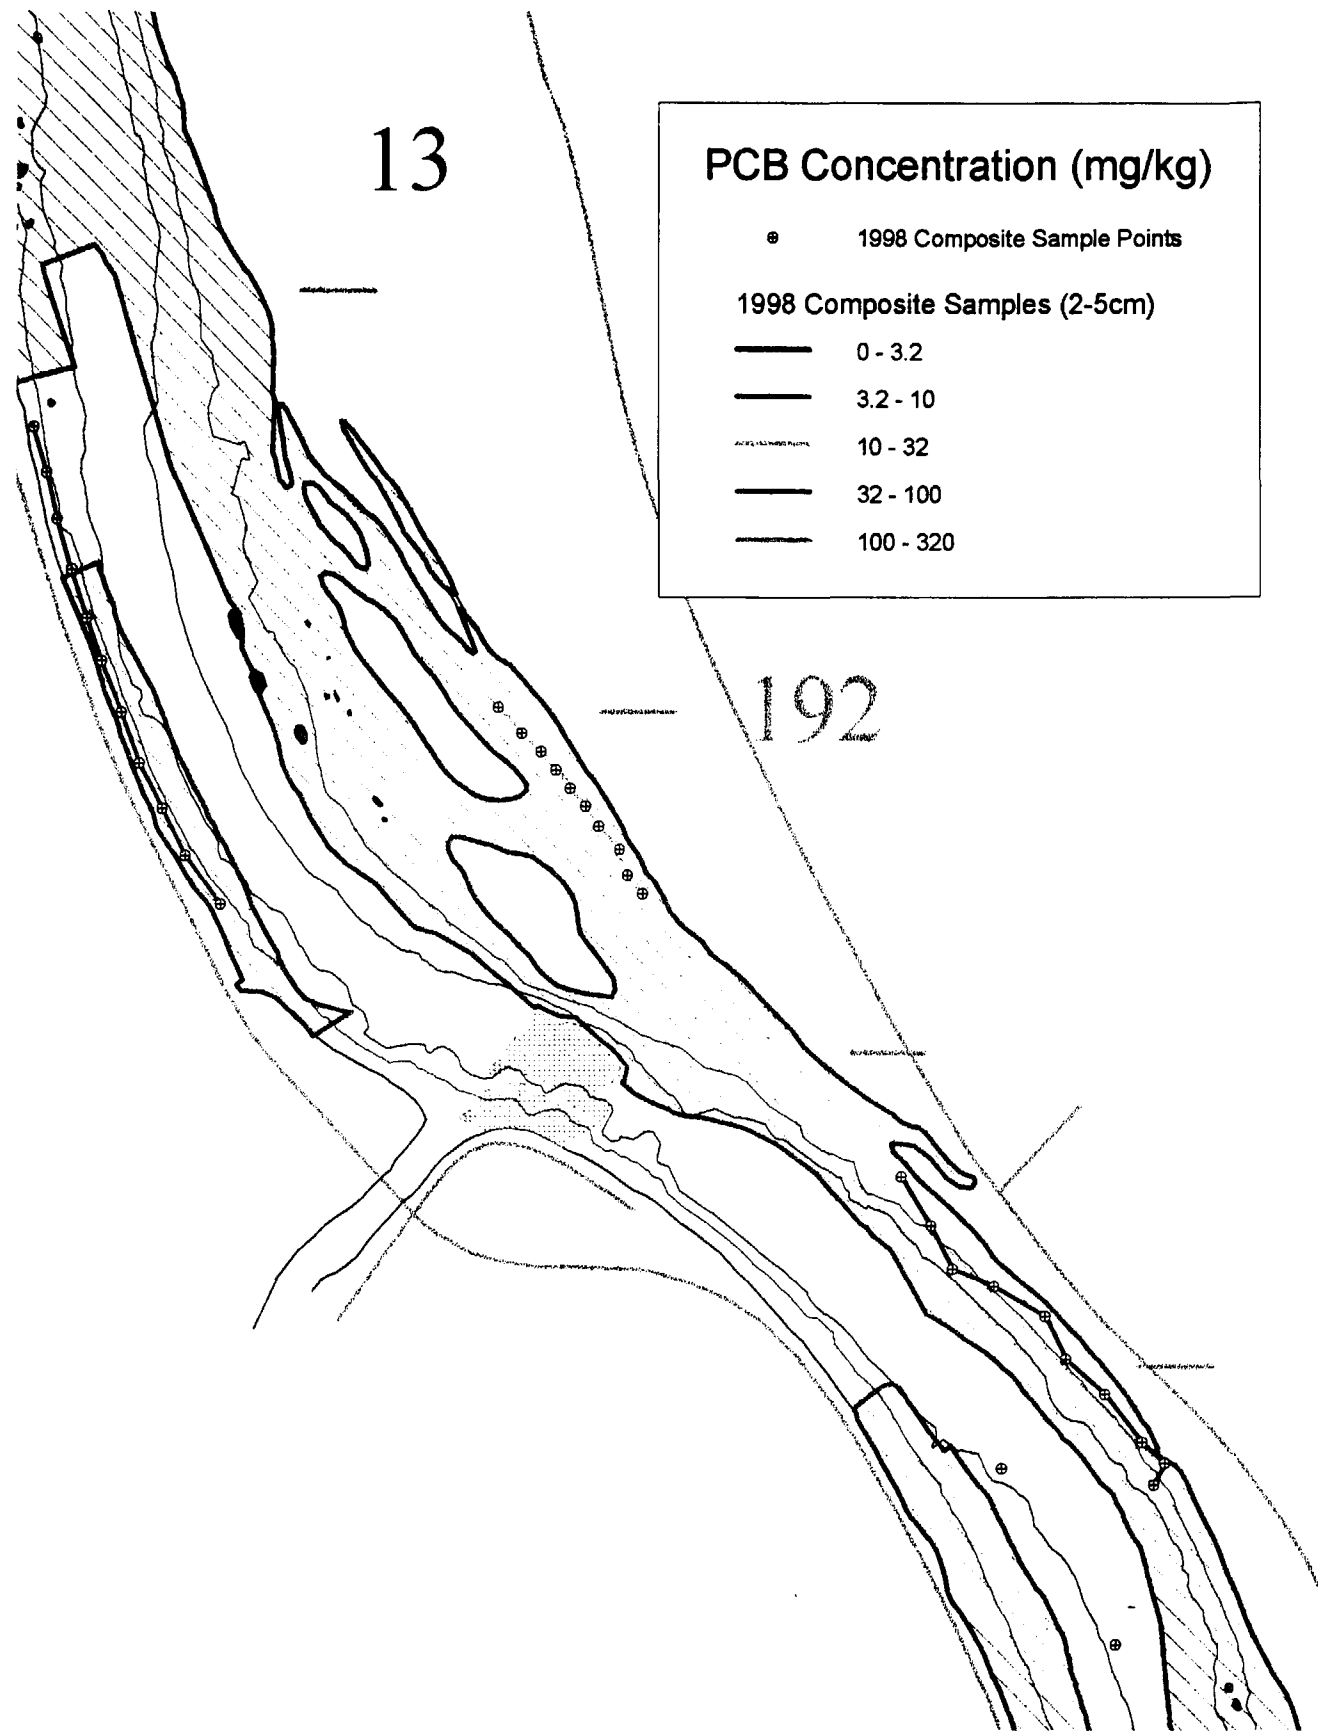 13
PCB Concentration (mg/kg)
1998 Composite Sample Points
1998 Composite Samples (2-5cm)
0 - 3.2
3.2 - 10
10 - 32
32 - 100
100 - 320
192